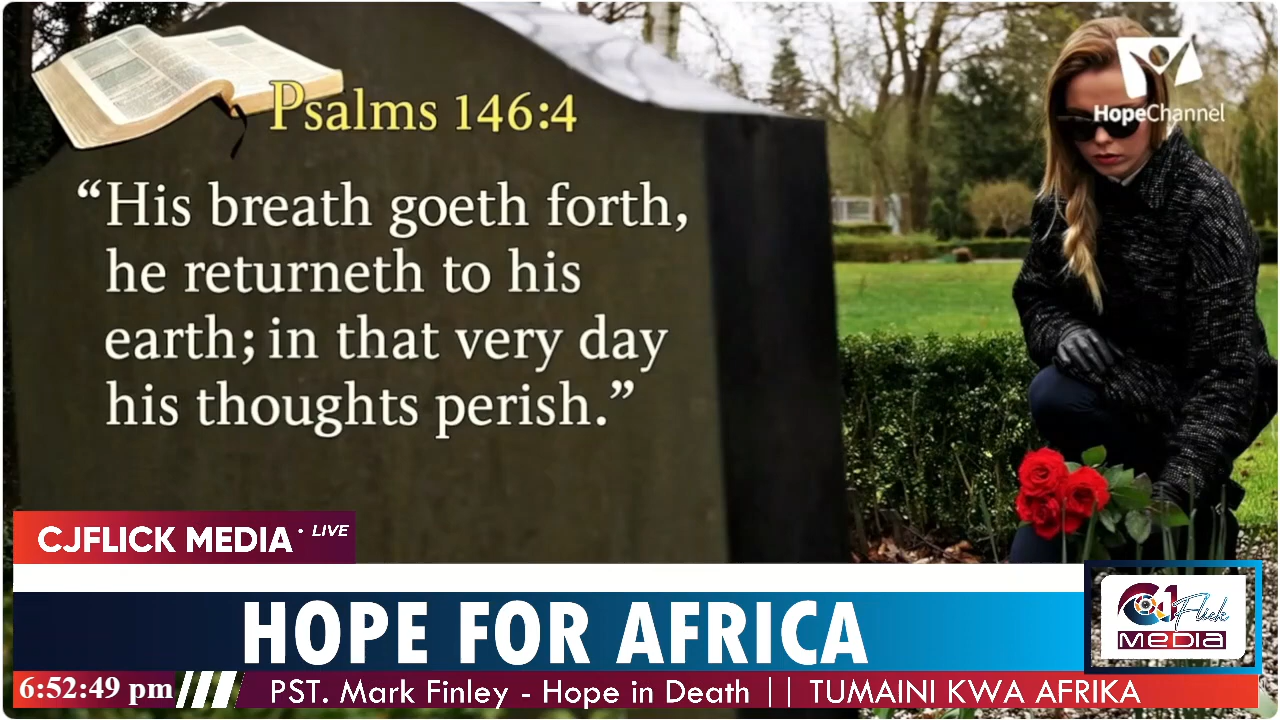 Psalms 146:4
HopeChannel
“His breath goeth forth,
he returneth to his
earth; in that very day
his thoughts perish.”
CJFLICK MEDIA • LIVE
HOPE FOR AFRICA
Flick
MEDIA
6:52:49 pm
PST. Mark Finley - Hope in Death || TUMAINI KWA AFRIKA